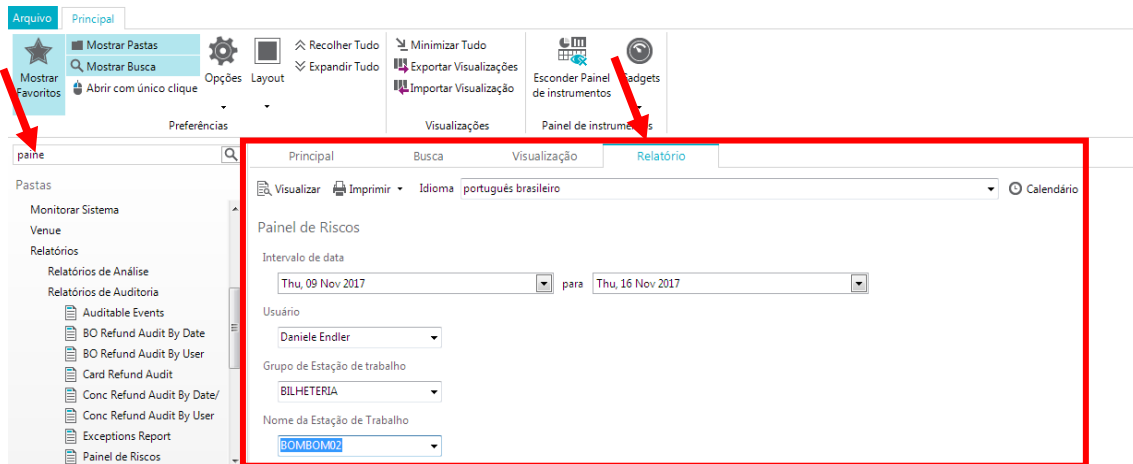 Arquivo Principal
Mostrar Favoritos
Mostrar Pastas
Mostrar Busca
Abrir com único clique
Opções
Layout
Recolher Tudo
Expandir Tudo
Preferências
Minimizar Tudo
Exportar Visualizações
Importar Visualização
Visualizações
Esconder Painel
de instrumentos
Gadgets
Painel de instrumentos
paine
Pastas
Monitorar Sistema
Venue
Relatórios
Relatórios de Análise
Relatórios de Auditoria
Auditable Events
BO Refund Audit By Date
BO Refund Audit By User
Card Refund Audit
Conc Refund Audit By Date/
Conc Refund Audit By User
Exceptions Report
Painel de Riscos
Principal Busca Visualização Relatório
Visualizar Imprimir Idioma português brasileiro Calendário
Painel de Riscos
Intervalo de data
Thu, 09 Nov 2017 para Thu, 16 Nov 2017
Usuário
Daniele Endler
Grupo de Estação de trabalho
BILHETERIA
Nome da Estação de Trabalho
BOMBOM02